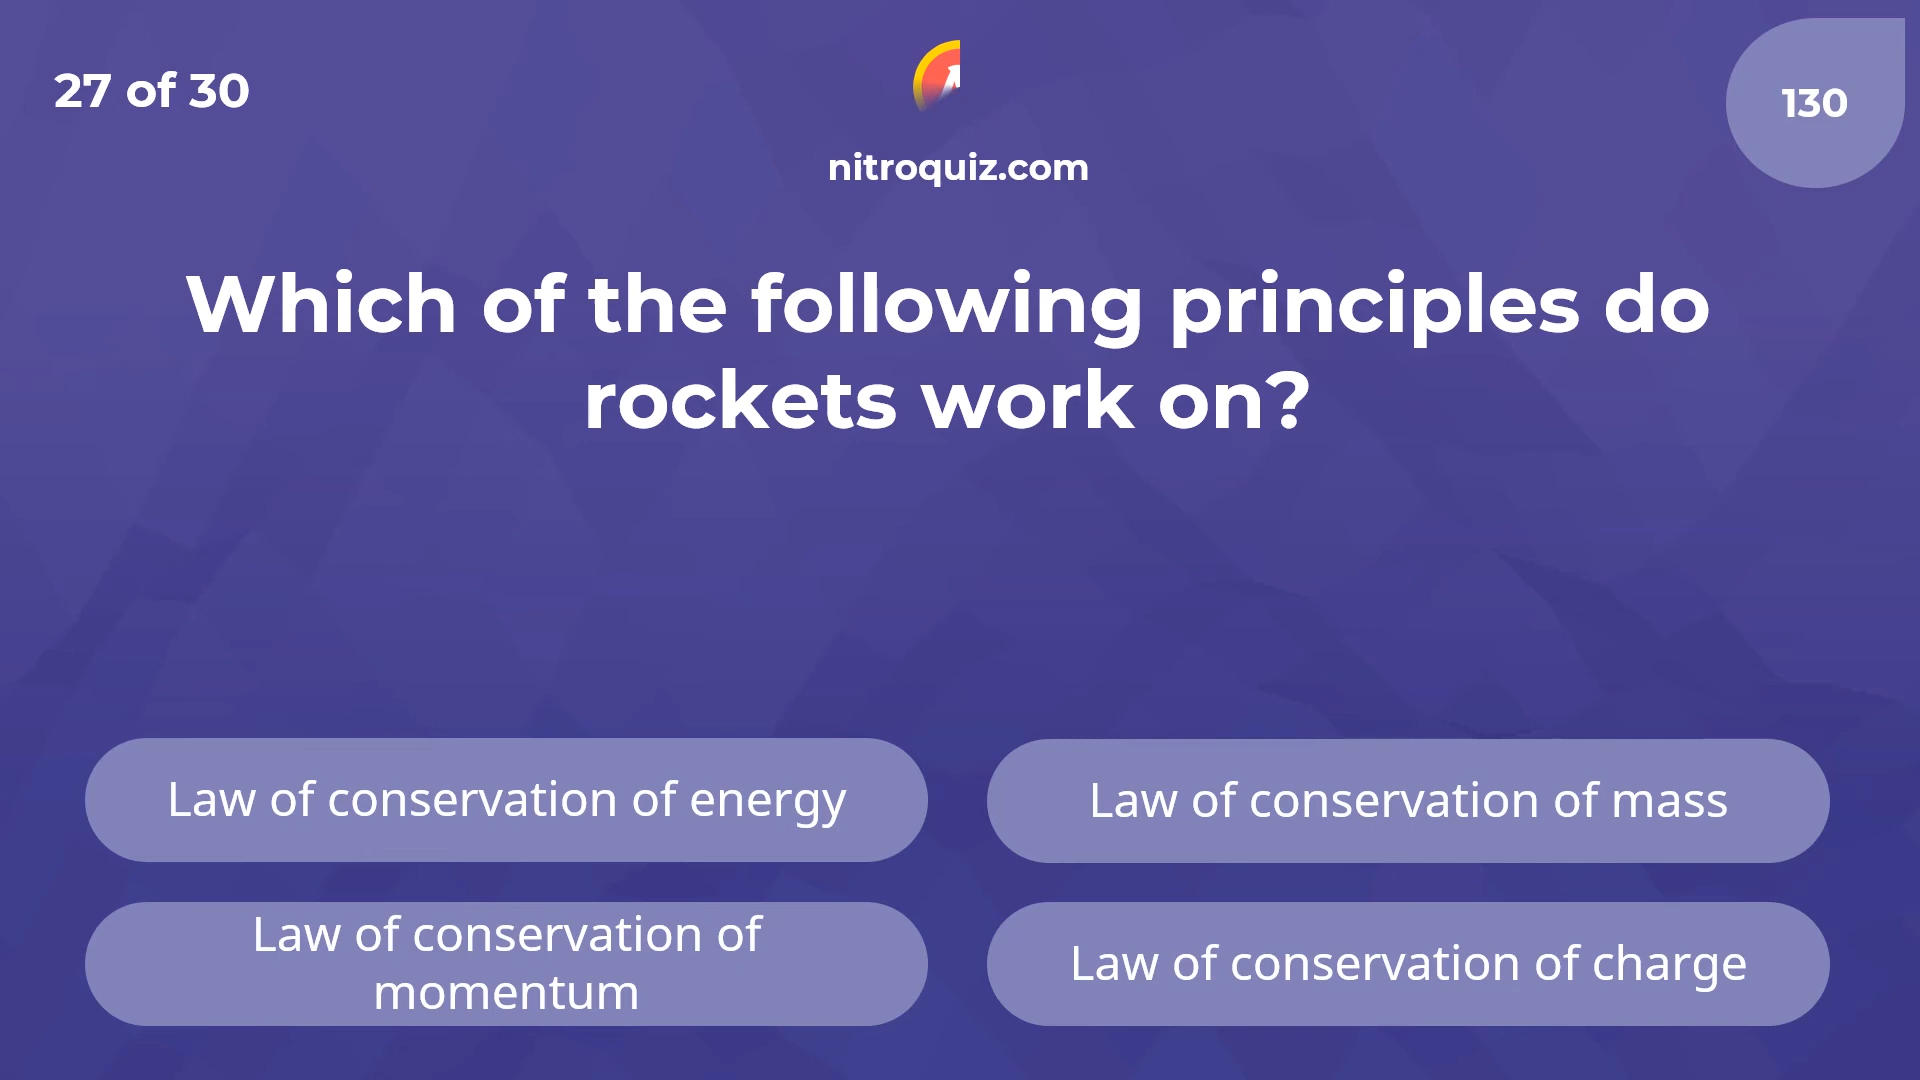 27 of 30
130
nitroquiz.com
Which of the following principles do
rockets work on?
Law of conservation of energy
Law of conservation of mass
Law of conservation of
momentum
Law of conservation of charge